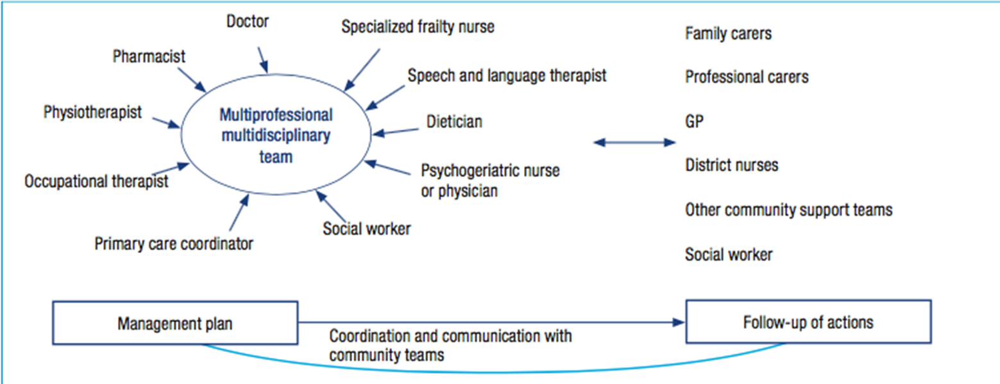 Doctor
Specialized frailty nurse
Pharmacist
Speech and language therapist
Physiotherapist
Multiprofessional
multidisciplinary
team
Dietician
Occupational therapist
Psychogeriatric nurse
or physician
Primary care coordinator
Social worker
Family carers
Professional carers
GP
District nurses
Other community support teams
Social worker
Management plan
Coordination and communication with
community teams
Follow-up of actions